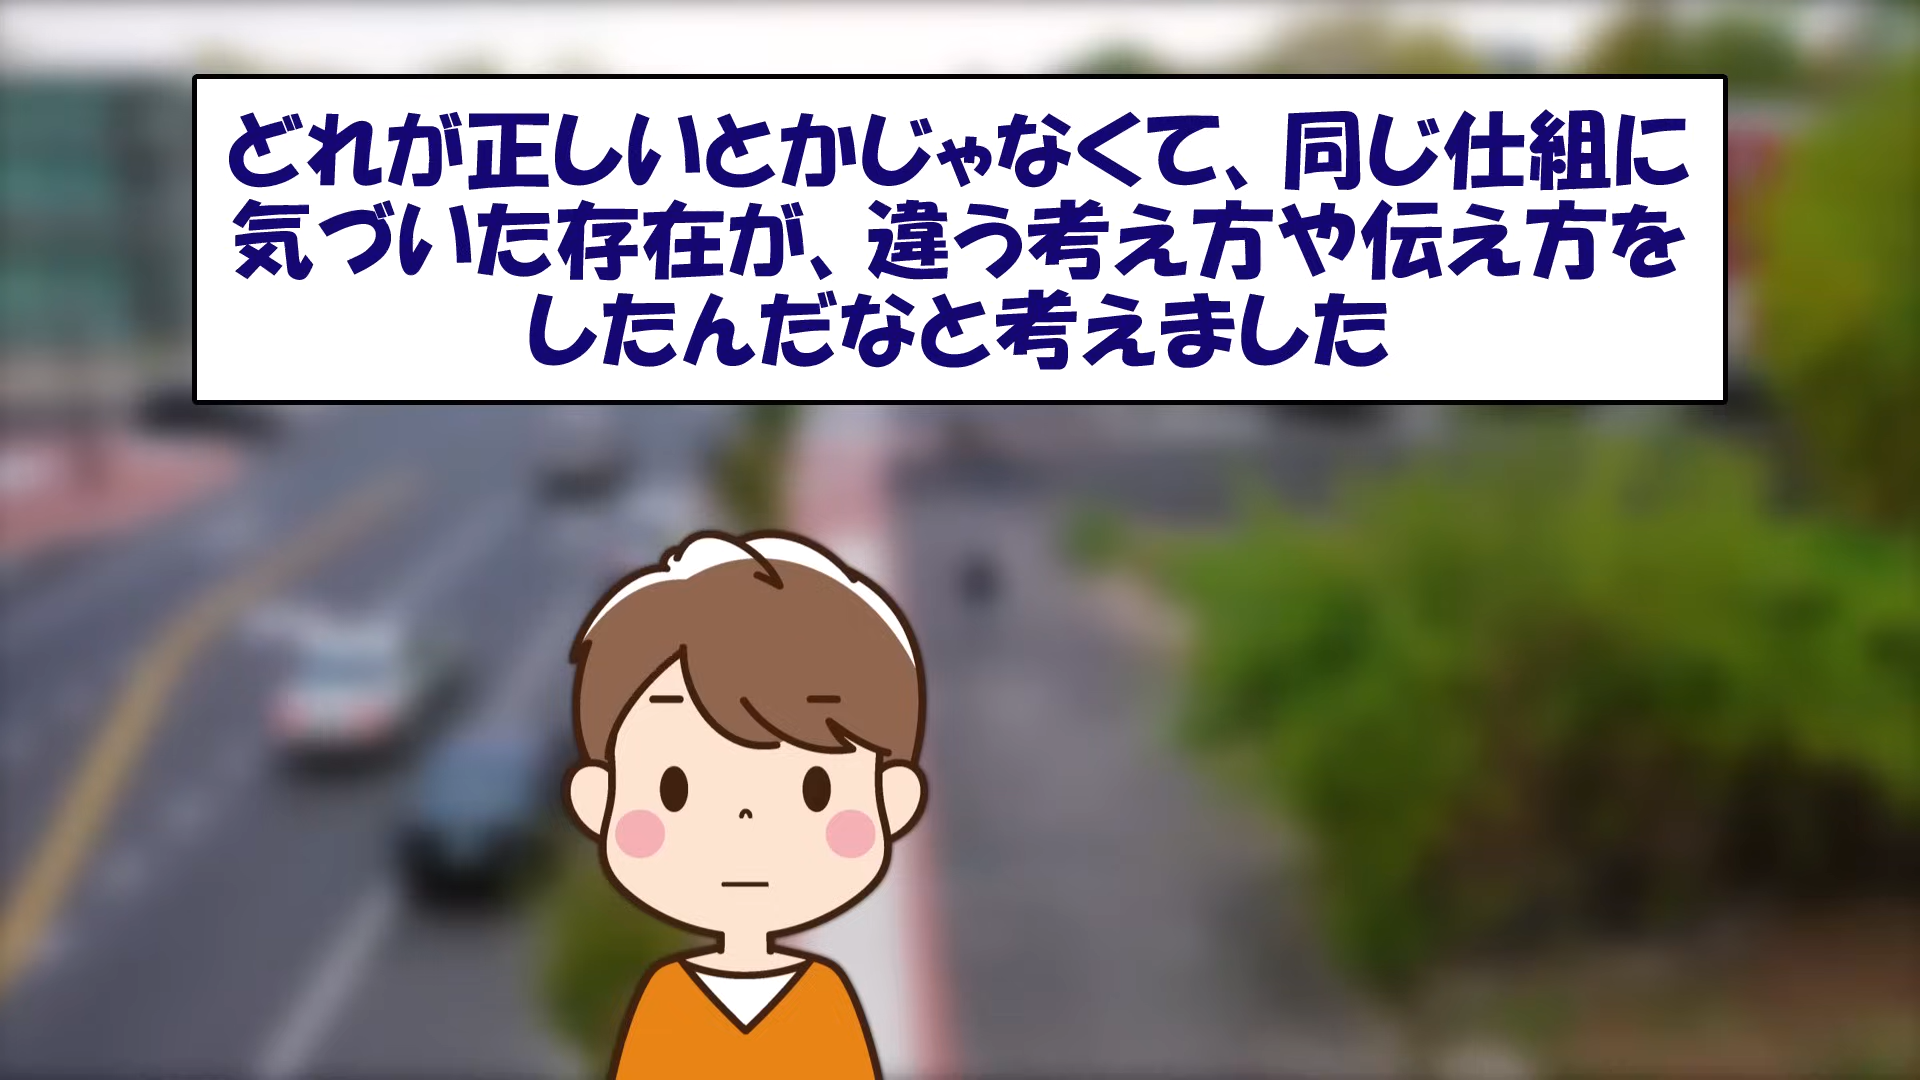 どれが正しいとかじゃなくて、同じ仕組に
気づいた存在が、違う考え方や伝え方を
したんだなと考えました